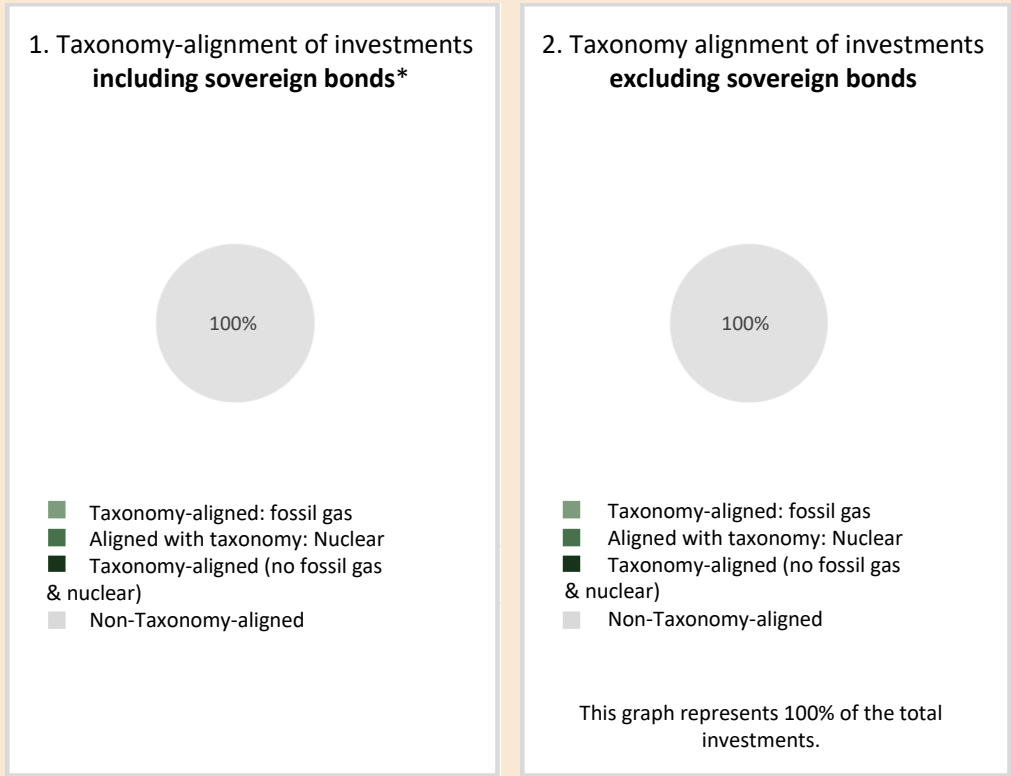 1. Taxonomy-alignment of investments
including sovereign bonds*
100%
Taxonomy-aligned: fossil gas
Aligned with taxonomy: Nuclear
Taxonomy-aligned (no fossil gas
& nuclear)
Non-Taxonomy-aligned
2. Taxonomy alignment of investments
excluding sovereign bonds
100%
Taxonomy-aligned: fossil gas
Aligned with taxonomy: Nuclear
Taxonomy-aligned (no fossil gas
& nuclear)
Non-Taxonomy-aligned
This graph represents 100% of the total
investments.